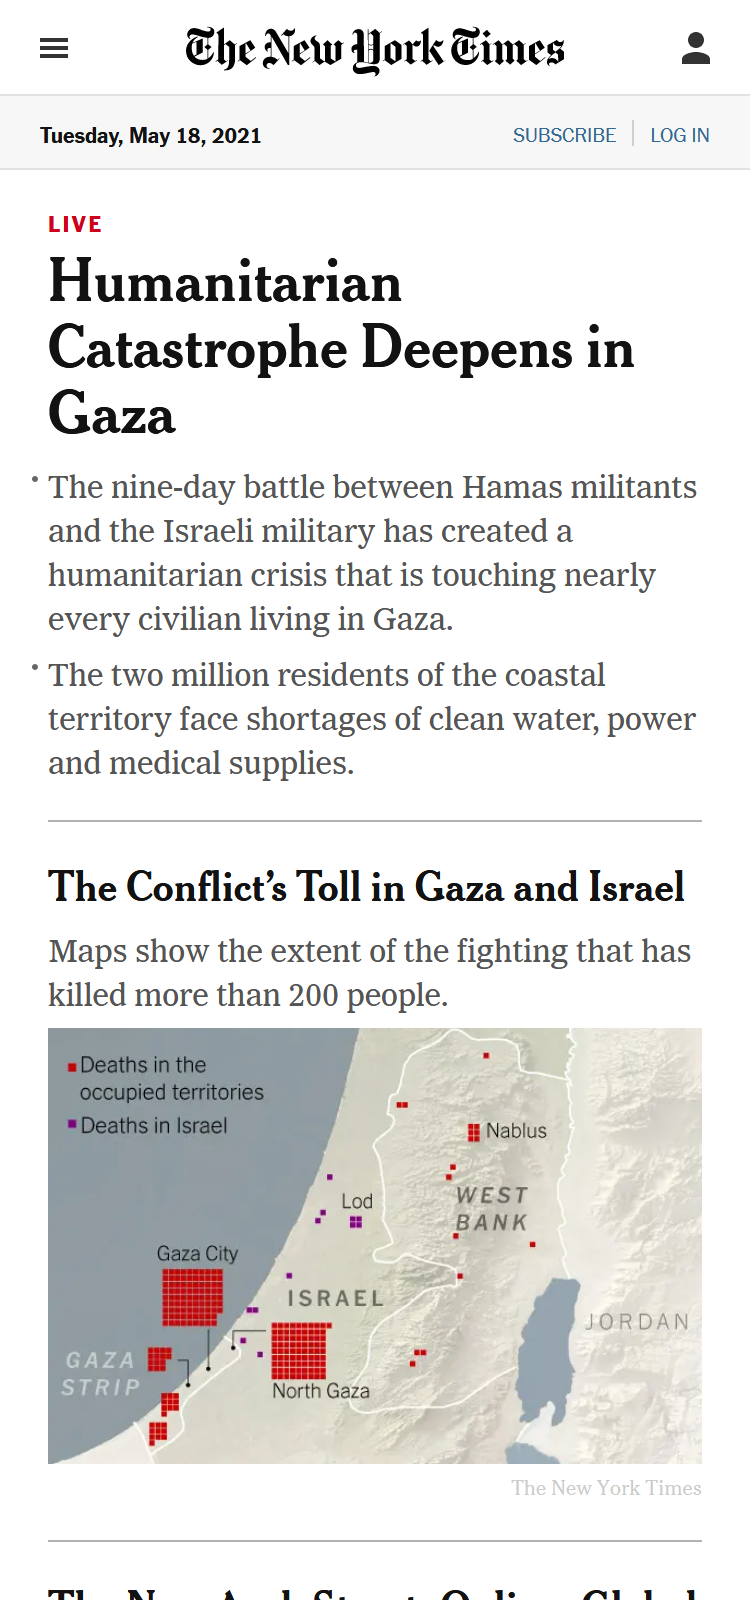 The New York Times
Tuesday, May 18, 2021
SUBSCRIBE
LOG IN
LIVE
Humanitarian
Catastrophe Deepens in
Gaza
The nine-day battle between Hamas militants
and the Israeli military has created a
humanitarian crisis that is touching nearly
every civilian living in Gaza.
The two million residents of the coastal
territory face shortages of clean water, power
and medical supplies.
The Conflict's Toll in Gaza and Israel
Maps show the extent of the fighting that has
killed more than 200 people.
Deaths in the
occupied territories
Deaths in Israel
Nablus
WEST
BANK
Lod
Gaza City
ISRAEL
JORDAN
GAZA
STRIP
North Gaza
The New York Times